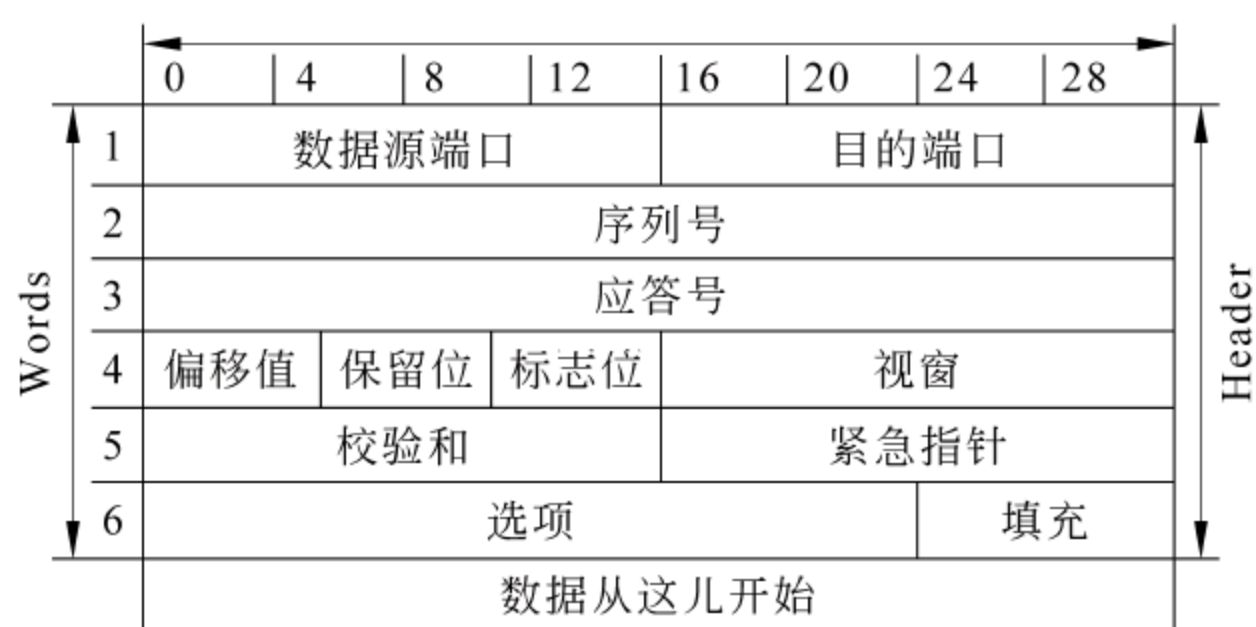 0 4 8 12 16 20 24 28
1 数据源端口 目的端口
2 序列号
3 应答号
4 偏移值 保留位 标志位 视窗
5 校验和 紧急指针
6 选项 填充
数据从这儿开始
Words
Header